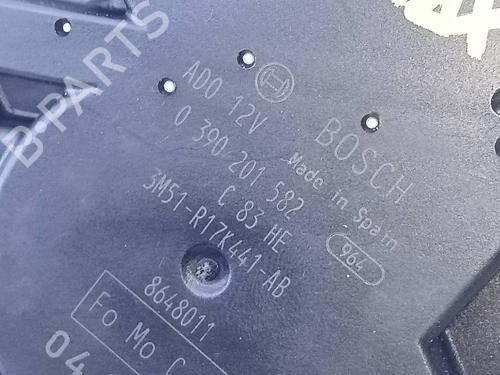 B-PARTS
BOSCH
Made in Spain
964
ADO 12V
0 390 201 582
C 83 HE
3M51-R17K441-AB
8648011
Fo Mo C
04